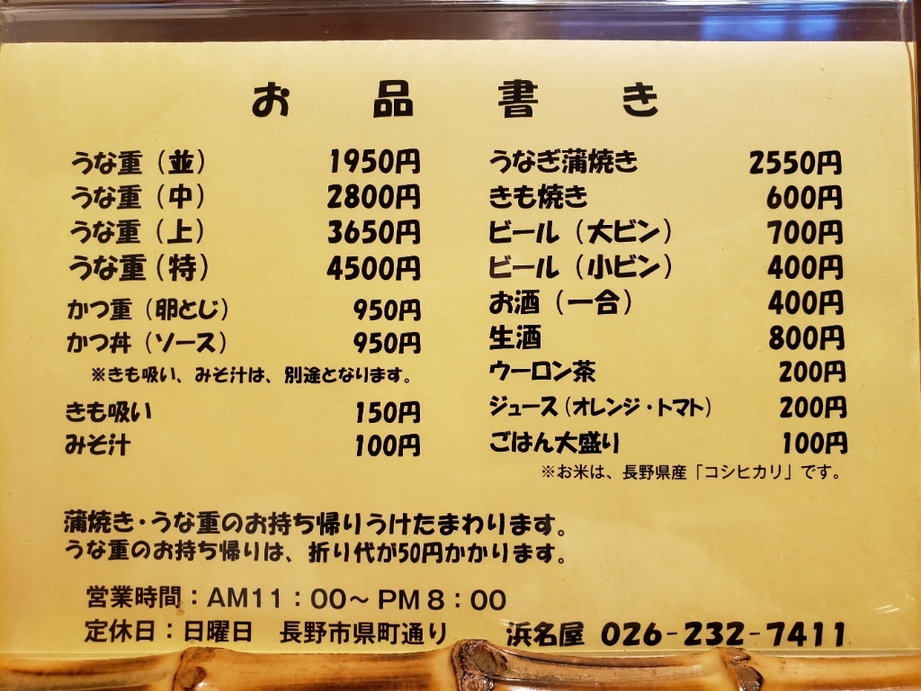 お品書き
うな重（並） 1950円
うな重（中） 2800円
うな重（上） 3650円
うな重（特） 4500円
かつ重（卵とじ） 950円
かつ丼（ソース） 950円
※きも吸い、みそ汁は、別途となります。
きも吸い 150円
みそ汁 100円
うなぎ蒲焼き 2550円
きも焼き 600円
ビール（大ビン） 700円
ビール（小ビン） 400円
お酒（一合） 400円
生酒 800円
ウーロン茶 200円
ジュース（オレンジ・トマト） 200円
ごはん大盛り 100円
※お米は、長野県産「コシヒカリ」です。
蒲焼き・うな重のお持ち帰りうけたまわります。
うな重のお持ち帰りは、折り代が50円かかります。
営業時間：AM11：00～PM8：00
定休日：日曜日 長野市県町通り 浜名屋 026-232-7411